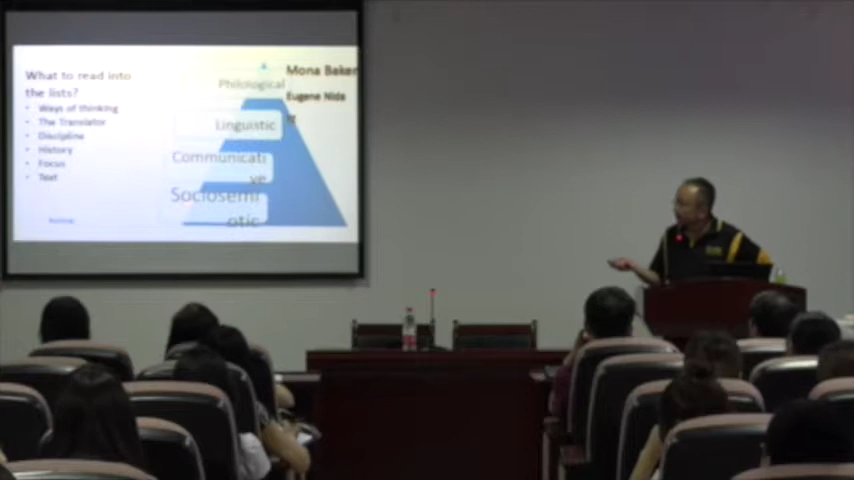 What to read into
the lists?
• Ways of thinking
• The Translator
• Discipline
• History
• Focus
• Text
Philological
Mona Baker
Eugene Nida
Linguistic
Communicati
ve
Sociosemi
otic